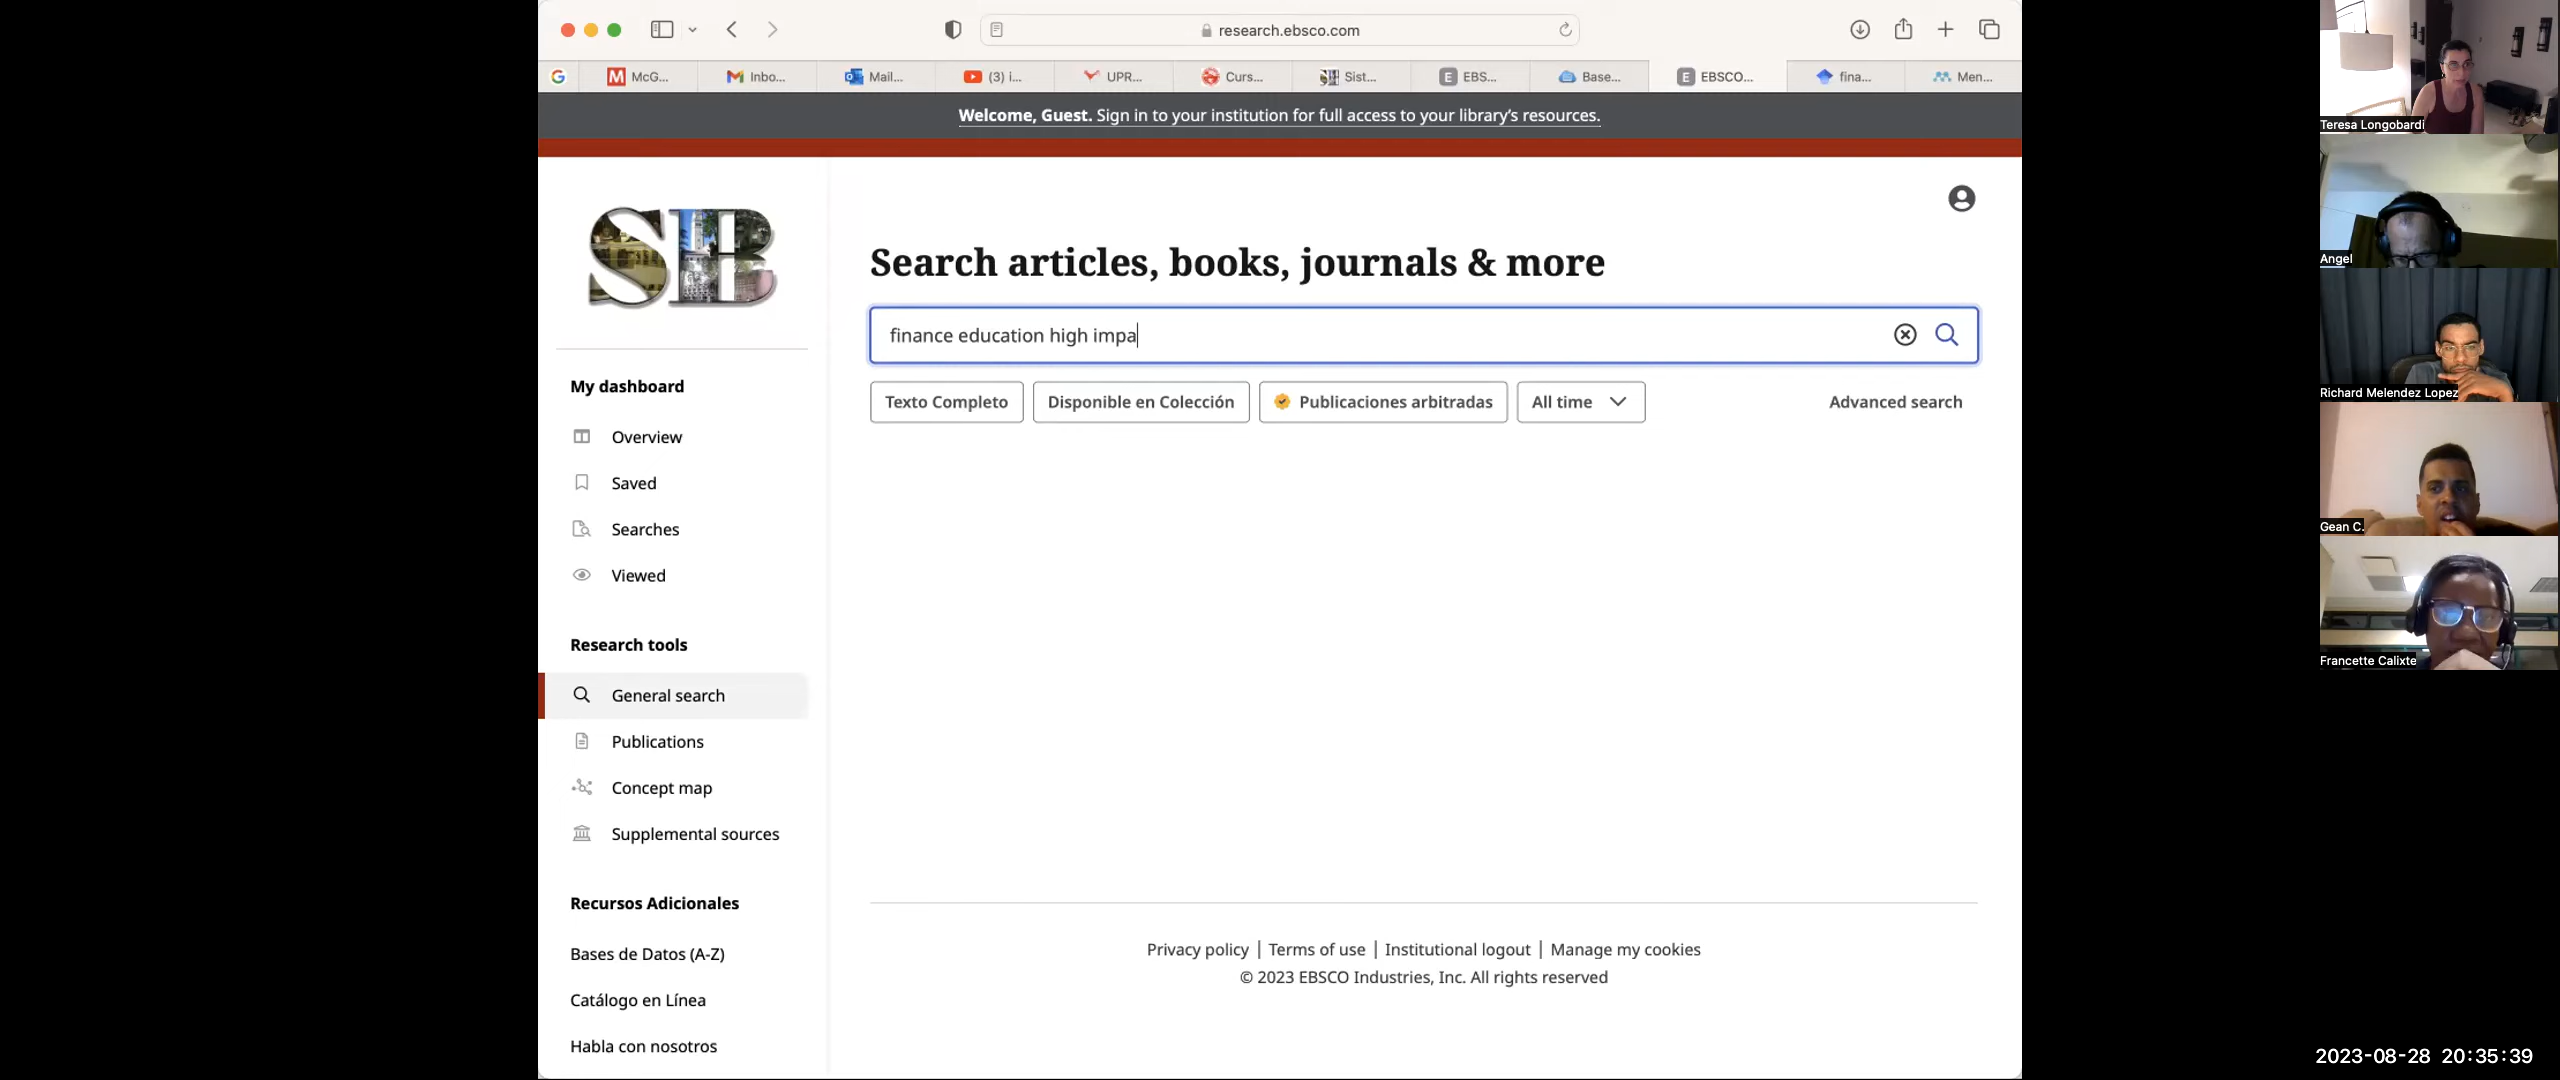 research.ebsco.com
McG...
Inbo...
Mail...
(3) i...
UPR...
Curs...
Sist...
EBS...
Base...
EBSCO...
fina...
Men...
Welcome, Guest. Sign in to your institution for full access to your library's resources.
SB
Search articles, books, journals & more
finance education high impa
Texto Completo
Disponible en Colección
Publicaciones arbitradas
All time
Advanced search
My dashboard
Overview
Saved
Searches
Viewed
Research tools
General search
Publications
Concept map
Supplemental sources
Recursos Adicionales
Bases de Datos (A-Z)
Catálogo en Línea
Habla con nosotros
Privacy policy | Terms of use | Institutional logout | Manage my cookies
© 2023 EBSCO Industries, Inc. All rights reserved
Teresa Longobardi
Angel
Richard Melendez Lopez
Gean C.
Francette Calixte
2023-08-28 20:35:39